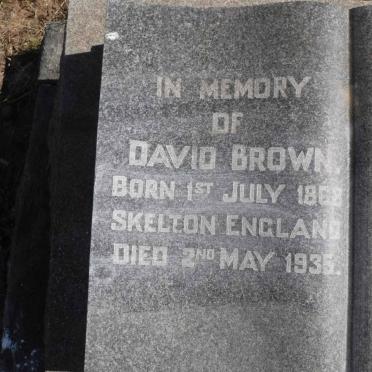 IN MEMORY
OF
DAVID BROWN.
BORN 1ST JULY
SKELTON ENGLAND
DIED 2ND MAY 1935.